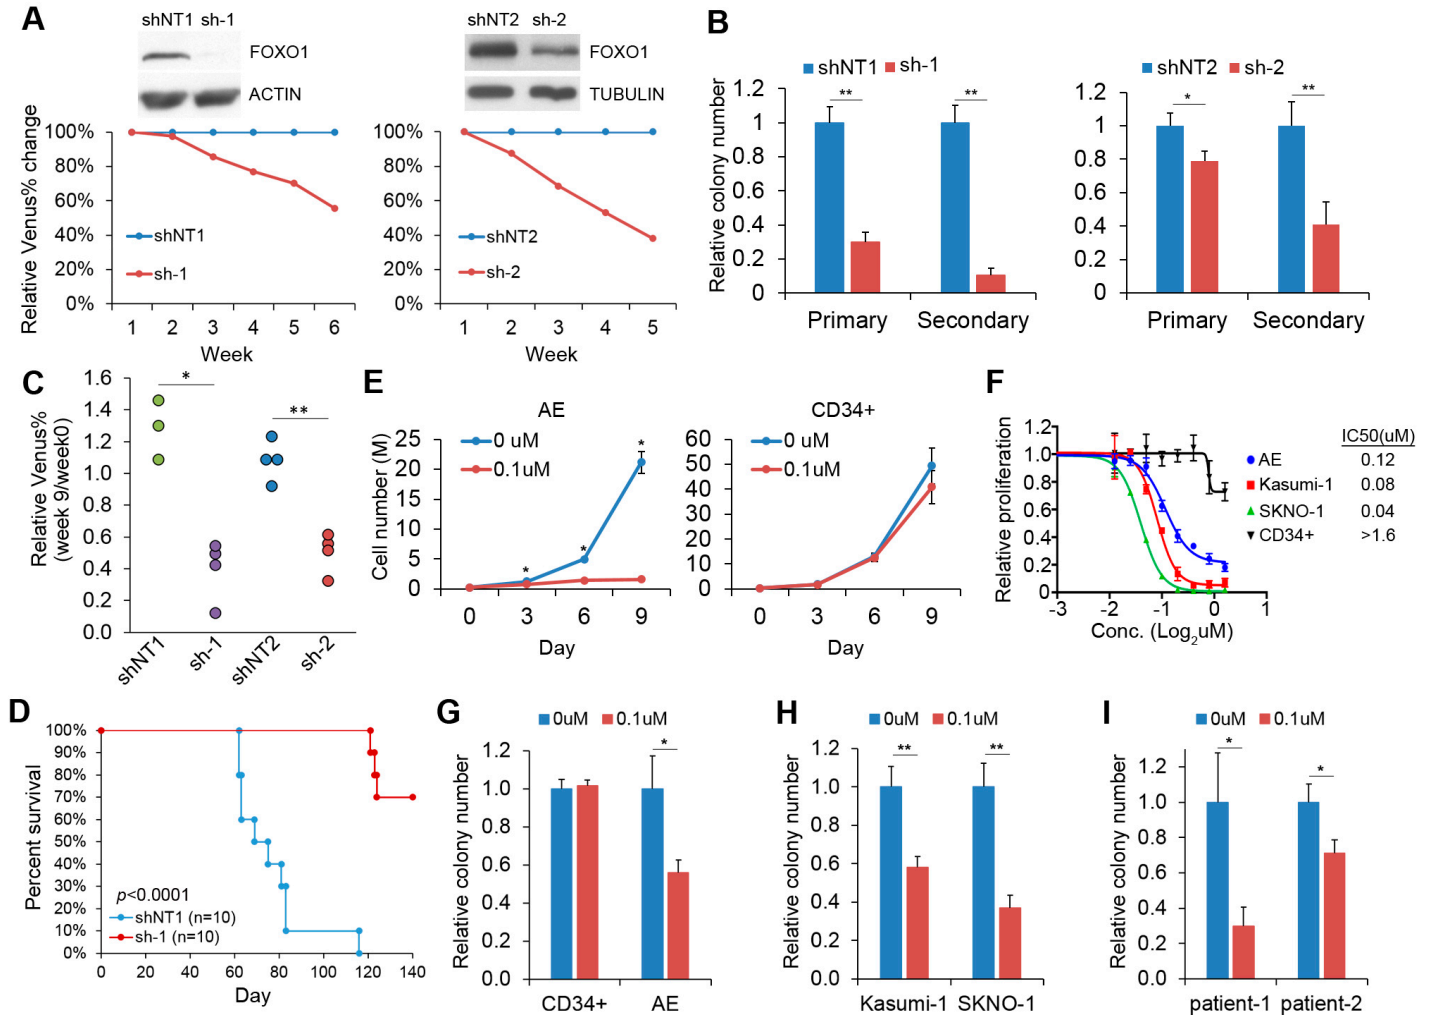 A
shNT1 sh-1
FOXO1
ACTIN
shNT2 sh-2
FOXO1
TUBULIN
Relative Venus% change
100%
80%
60%
40%
20%
0%
shNT1
sh-1
1 2 3 4 5 6
Week
100%
80%
60%
40%
20%
0%
shNT2
sh-2
1 2 3 4 5
Week
B
shNT1 sh-1
Relative colony number
1.2
1
0.8
0.6
0.4
0.2
0
** **
Primary Secondary
shNT2 sh-2
1.2
1
0.8
0.6
0.4
0.2
0
* **
Primary Secondary
C
Relative Venus%
(week 9/week0)
1.6
1.4
1.2
1.0
0.8
0.6
0.4
0.2
0.0
* **
shNT1 sh-1 shNT2 sh-2
E
AE
Cell number (M)
25
20
15
10
5
0
0 uM
0.1uM
* * *
0 3 6 9
Day
CD34+
60
50
40
30
20
10
0
0 uM
0.1uM
0 3 6 9
Day
F
Relative proliferation
1.2
1.0
0.8
0.6
0.4
0.2
0
-3 -2 -1 0 1
Conc. (Log2uM)
IC50(uM)
AE 0.12
Kasumi-1 0.08
SKNO-1 0.04
CD34+ >1.6
D
Percent survival
100%
90%
80%
70%
60%
50%
40%
30%
20%
10%
0%
p<0.0001
shNT1 (n=10)
sh-1 (n=10)
0 20 40 60 80 100 120 140
Day
G
0uM 0.1uM
Relative colony number
1.2
1.0
0.8
0.6
0.4
0.2
0.0
*
CD34+ AE
H
0uM 0.1uM
Relative colony number
1.2
1.0
0.8
0.6
0.4
0.2
0.0
** **
Kasumi-1 SKNO-1
I
0uM 0.1uM
Relative colony number
1.2
1.0
0.8
0.6
0.4
0.2
0.0
* *
patient-1 patient-2